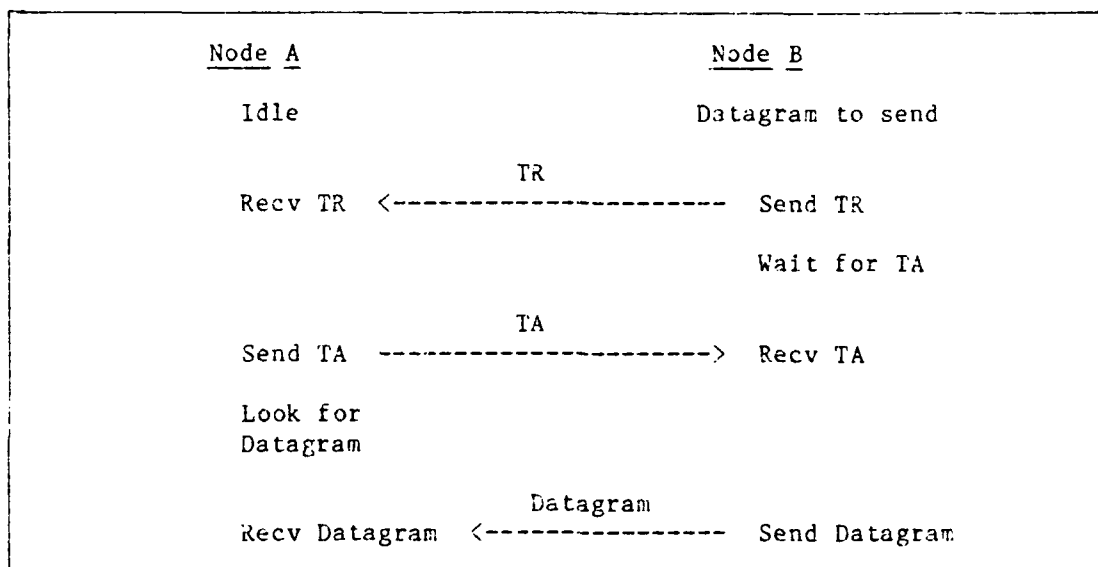 Node A Node B
Idle Datagram to send
TR
Recv TR <----------------------- Send TR
Wait for TA
TA
Send TA -----------------------> Recv TA
Look for
Datagram
Datagram
Recv Datagram <----------------- Send Datagram